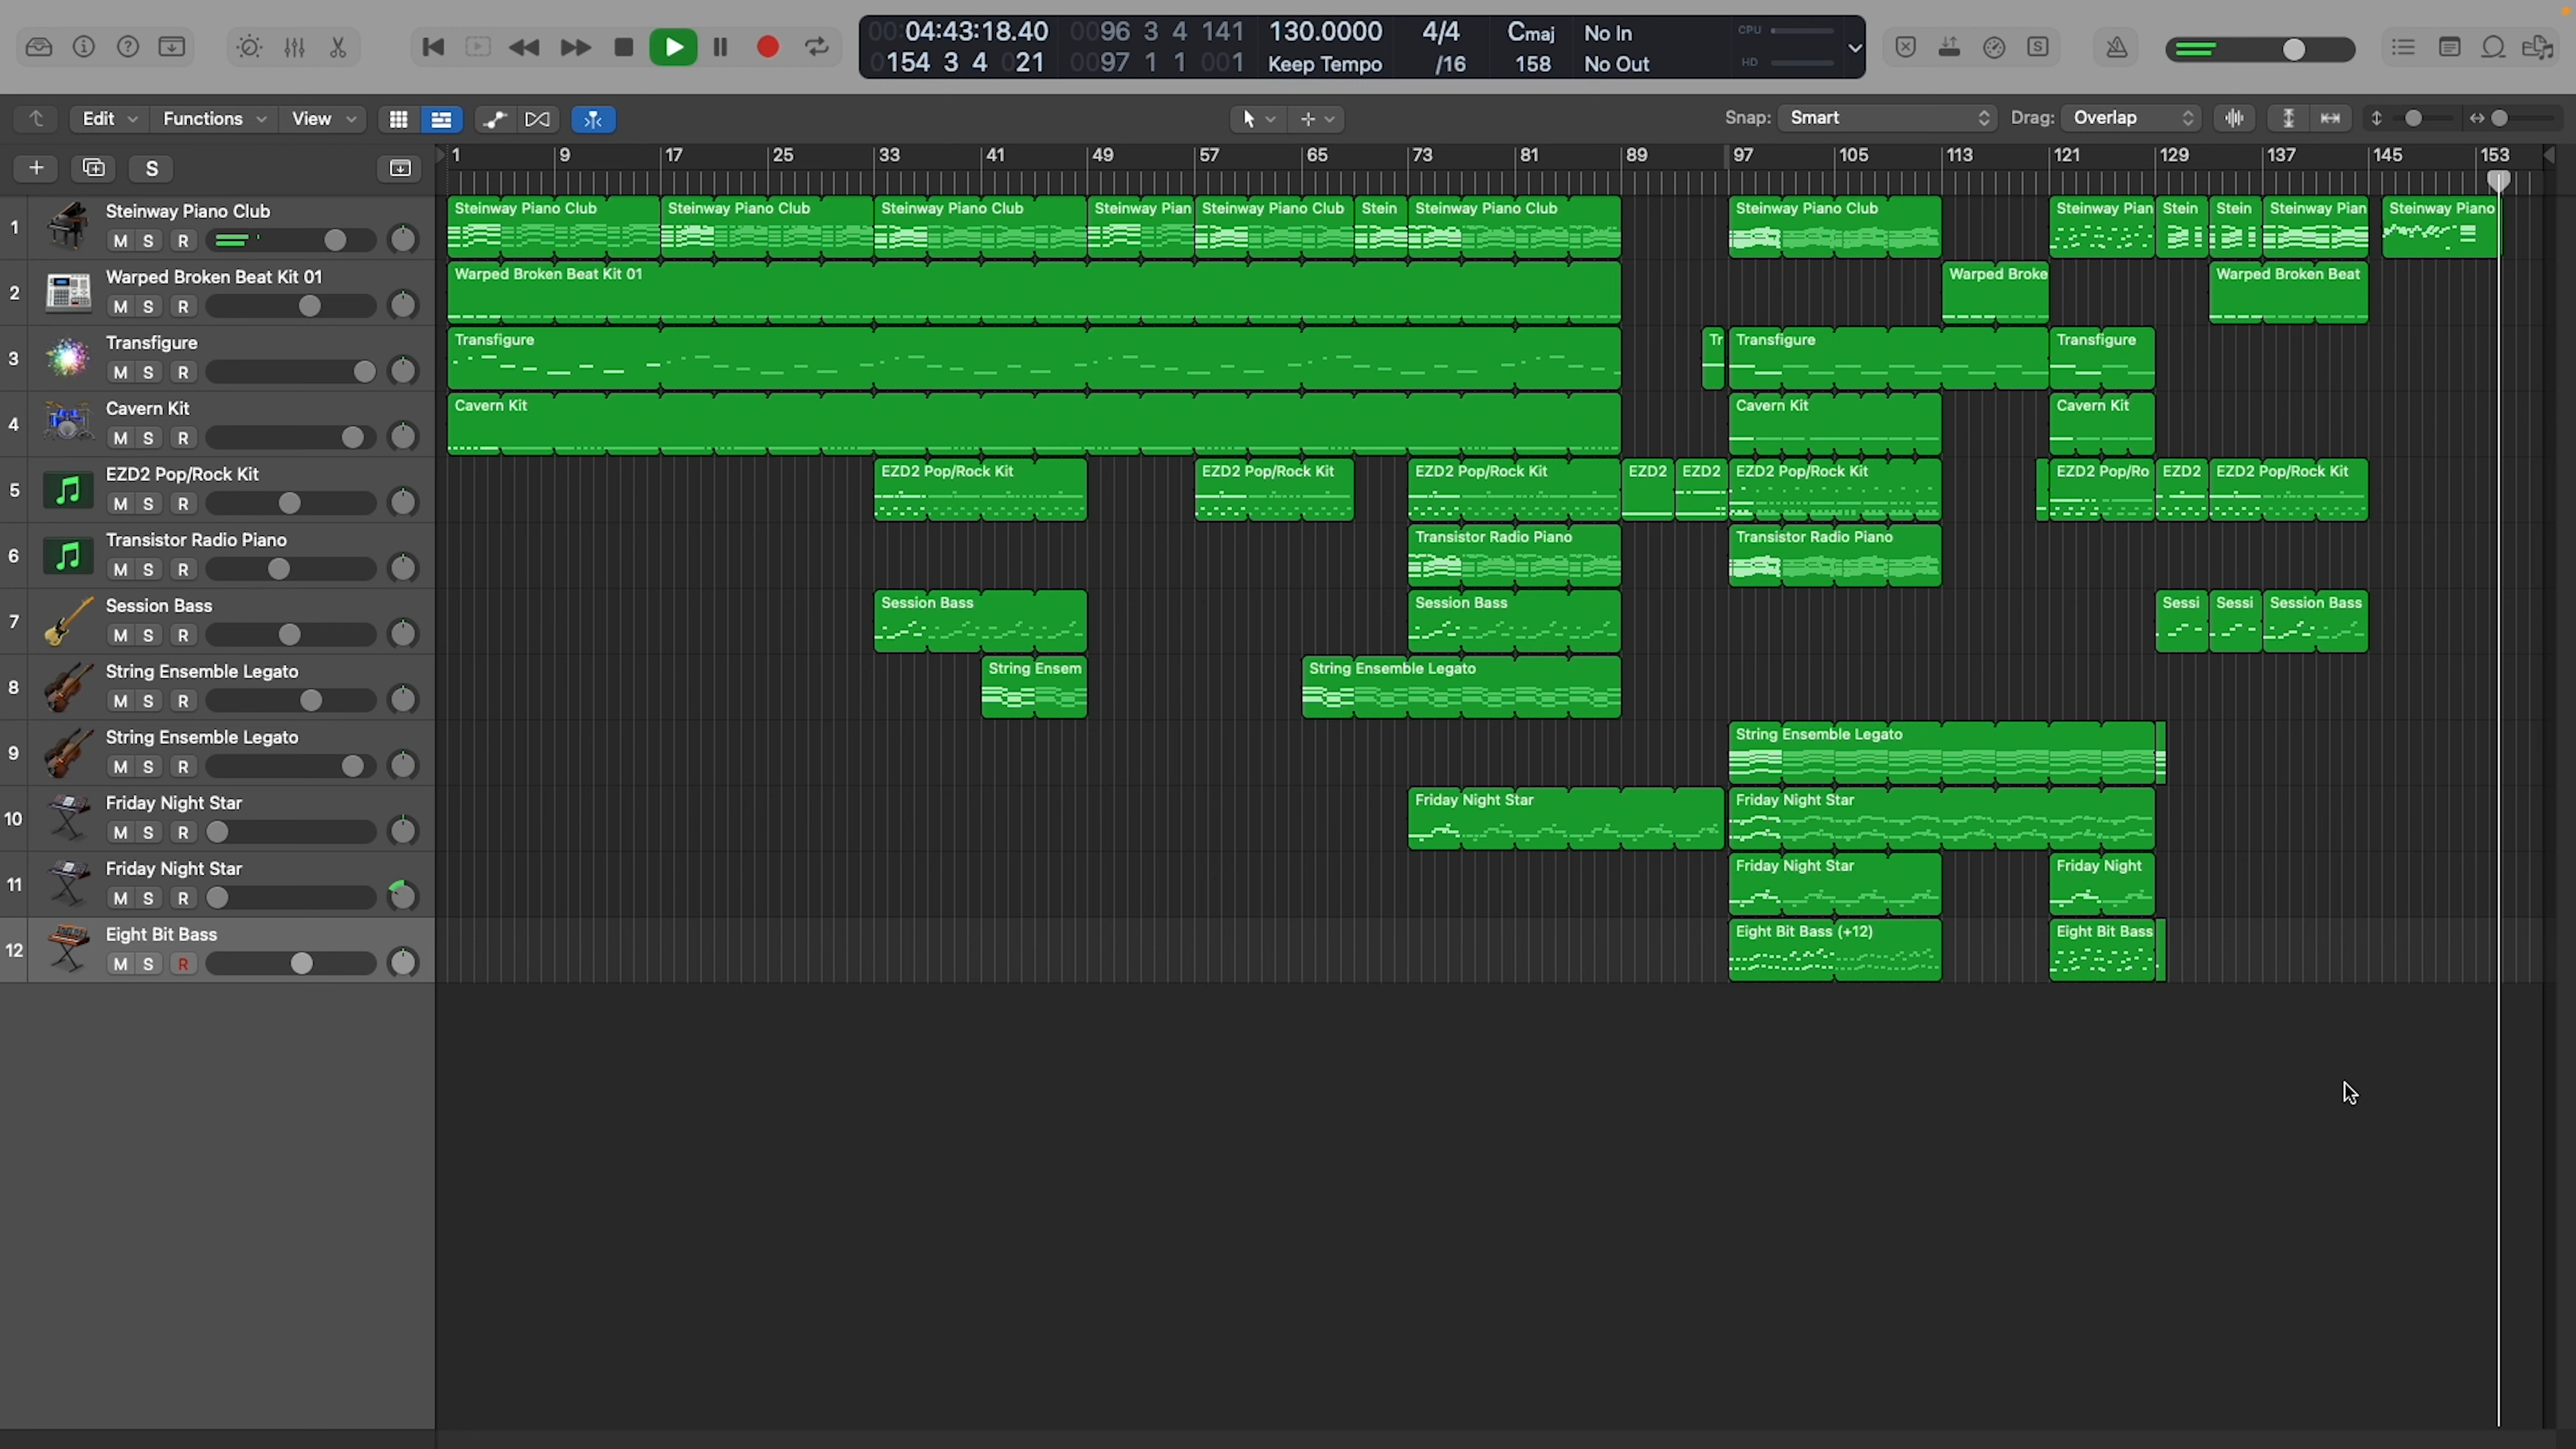 00:04:43:18.40 0096 3 4 141 130.0000 4/4 Cmaj No In CPU
0154 3 4 021 0097 1 1 001 Keep Tempo /16 158 No Out HD
Edit Functions View Snap: Smart Drag: Overlap
S
1 9 17 25 33 41 49 57 65 73 81 89 97 105 113 121 129 137 145 153
1 Steinway Piano Club
M S R
Steinway Piano Club Steinway Piano Club Steinway Piano Club Steinway Pian Steinway Piano Club Stein Steinway Piano Club Steinway Piano Club Steinway Pian Stein Stein Steinway Pian Steinway Piano
2 Warped Broken Beat Kit 01
M S R
Warped Broken Beat Kit 01 Warped Broke Warped Broken Beat
3 Transfigure
M S R
Transfigure Tr Transfigure Transfigure
4 Cavern Kit
M S R
Cavern Kit Cavern Kit Cavern Kit
5 EZD2 Pop/Rock Kit
M S R
EZD2 Pop/Rock Kit EZD2 Pop/Rock Kit EZD2 Pop/Rock Kit EZD2 EZD2 EZD2 Pop/Rock Kit EZD2 Pop/Ro EZD2 EZD2 Pop/Rock Kit
6 Transistor Radio Piano
M S R
Transistor Radio Piano Transistor Radio Piano
7 Session Bass
M S R
Session Bass Session Bass Sessi Sessi Session Bass
8 String Ensemble Legato
M S R
String Ensem String Ensemble Legato
9 String Ensemble Legato
M S R
String Ensemble Legato
10 Friday Night Star
M S R
Friday Night Star Friday Night Star
11 Friday Night Star
M S R
Friday Night Star Friday Night
12 Eight Bit Bass
M S R
Eight Bit Bass (+12) Eight Bit Bass